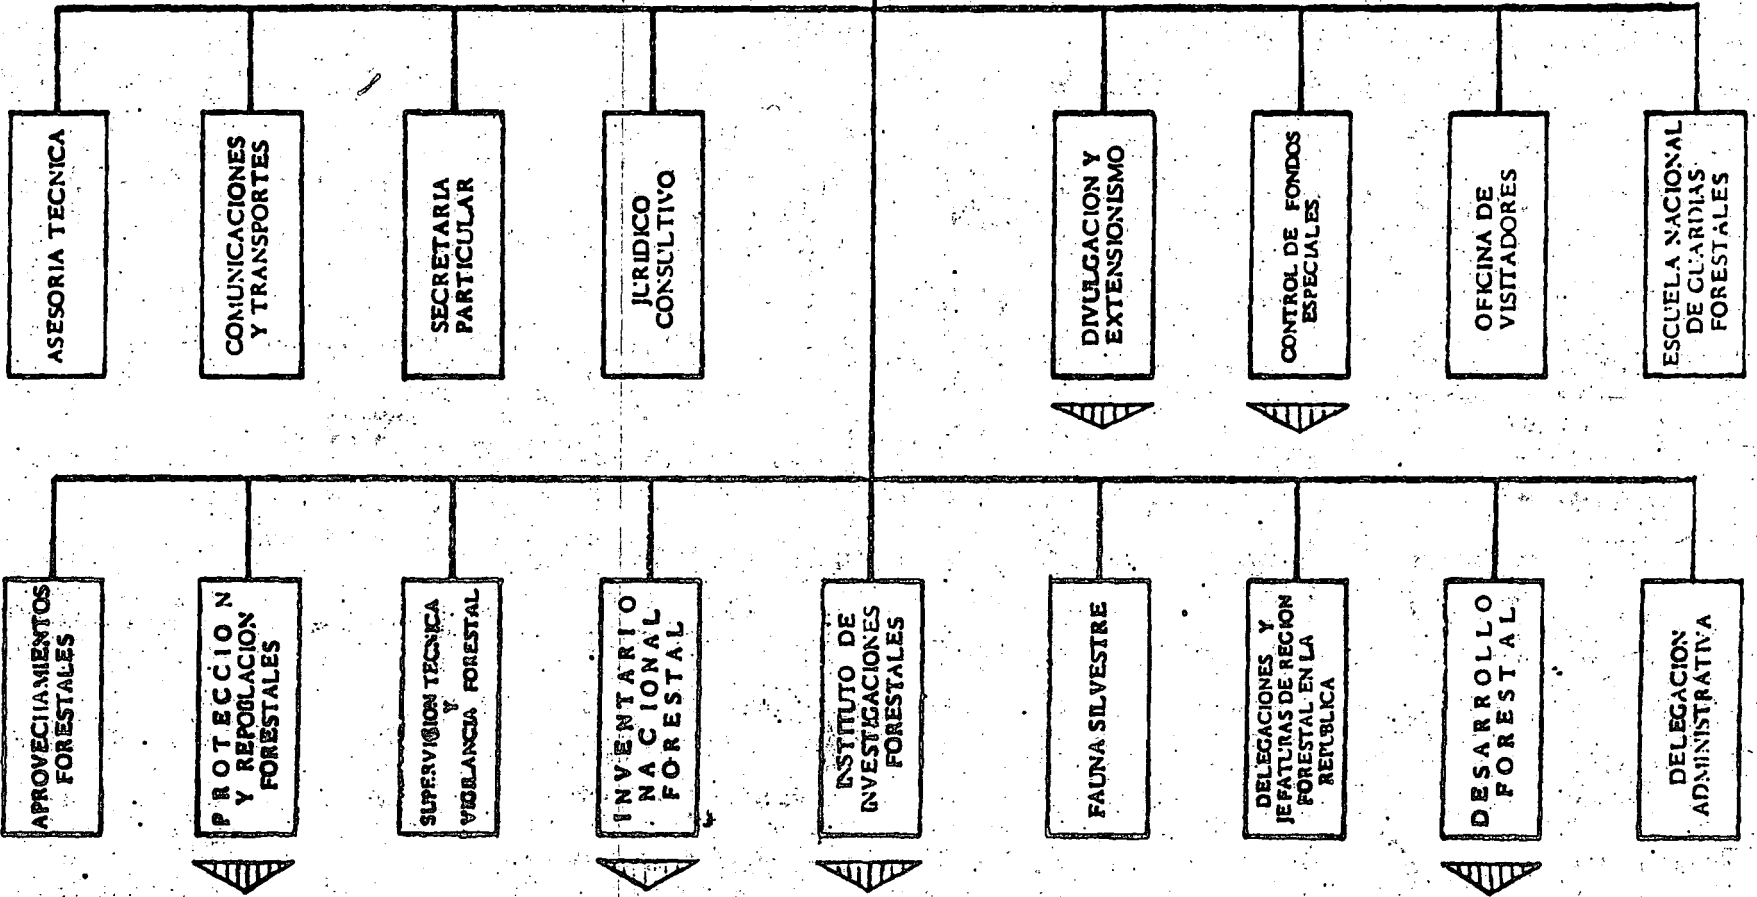 ASESORIA TECNICA
COMUNICACIONES
Y TRANSPORTES
SECRETARIA
PARTICULAR
JURIDICO
CONSULTIVO
DIVULGACION Y
EXTENSIONISMO
CONTROL DE FONDOS
ESPECIALES
OFICINA DE
VISITADORES
ESCUELA NACIONAL
DE GUARDIAS
FORESTALES
APROVECHAMIENTOS
FORESTALES
PROTECCION
Y REPOBLACION
FORESTALES
SUPERVISION TECNICA
Y
VIGILANCIA FORESTAL
INVENTARIO
NACIONAL
FORESTAL
INSTITUTO DE
INVESTIGACIONES
FORESTALES
FAUNA SILVESTRE
DELEGACIONES Y
JEFATURAS DE REGION
FORESTAL EN LA
REPUBLICA
DESARROLLO
FORESTAL
DELEGACION
ADMINISTRATIVA